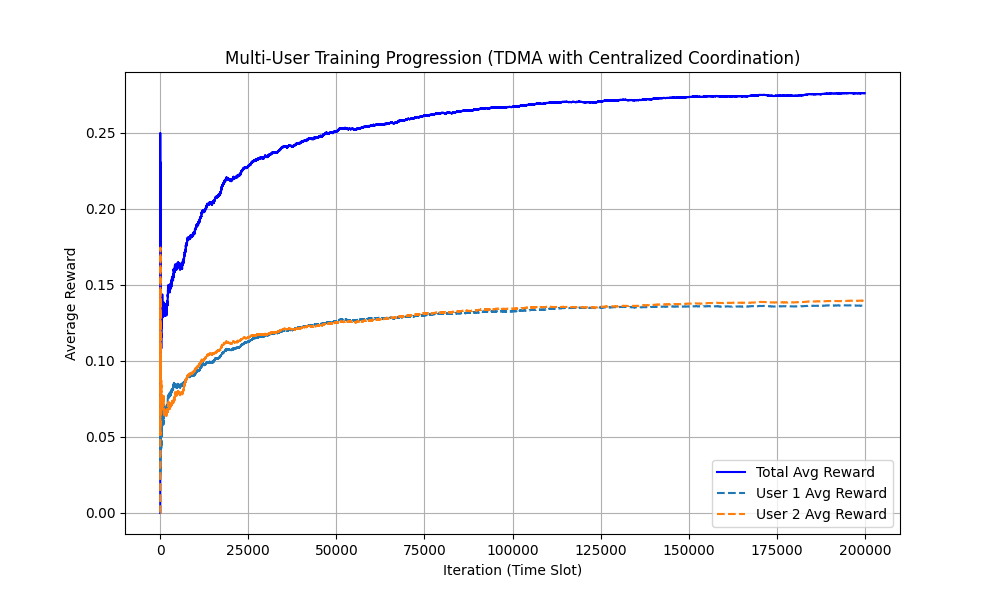 Multi-User Training Progression (TDMA with Centralized Coordination)
Average Reward
0.25
0.20
0.15
0.10
0.05
0.00
Total Avg Reward
User 1 Avg Reward
User 2 Avg Reward
0 25000 50000 75000 100000 125000 150000 175000 200000
Iteration (Time Slot)